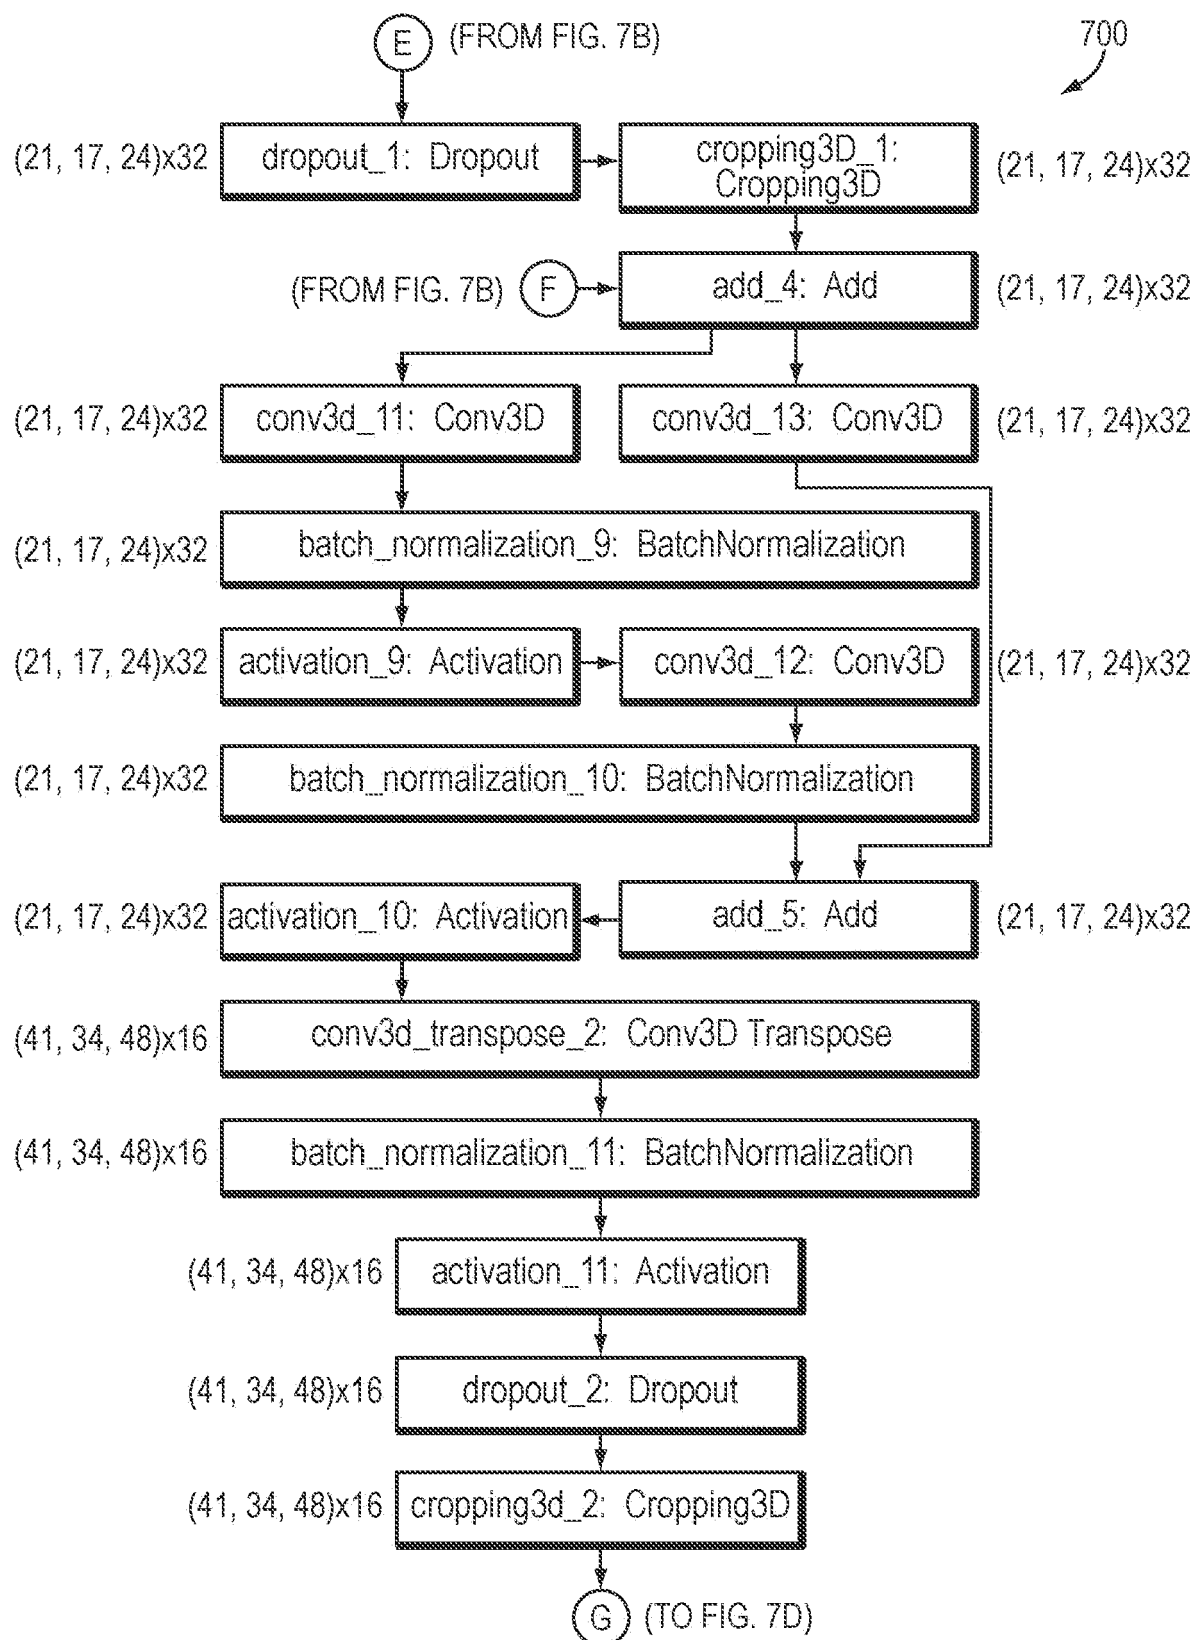 E (FROM FIG. 7B)
700
(21, 17, 24)x32
dropout_1: Dropout
cropping3D_1:
Cropping3D
(21, 17, 24)x32
(FROM FIG. 7B) F
add_4: Add
(21, 17, 24)x32
(21, 17, 24)x32
conv3d_11: Conv3D
conv3d_13: Conv3D
(21, 17, 24)x32
(21, 17, 24)x32
batch_normalization_9: BatchNormalization
(21, 17, 24)x32
activation_9: Activation
conv3d_12: Conv3D
(21, 17, 24)x32
(21, 17, 24)x32
batch_normalization_10: BatchNormalization
(21, 17, 24)x32
activation_10: Activation
add_5: Add
(21, 17, 24)x32
(41, 34, 48)x16
conv3d_transpose_2: Conv3D Transpose
(41, 34, 48)x16
batch_normalization_11: BatchNormalization
(41, 34, 48)x16
activation_11: Activation
(41, 34, 48)x16
dropout_2: Dropout
(41, 34, 48)x16
cropping3d_2: Cropping3D
G (TO FIG. 7D)